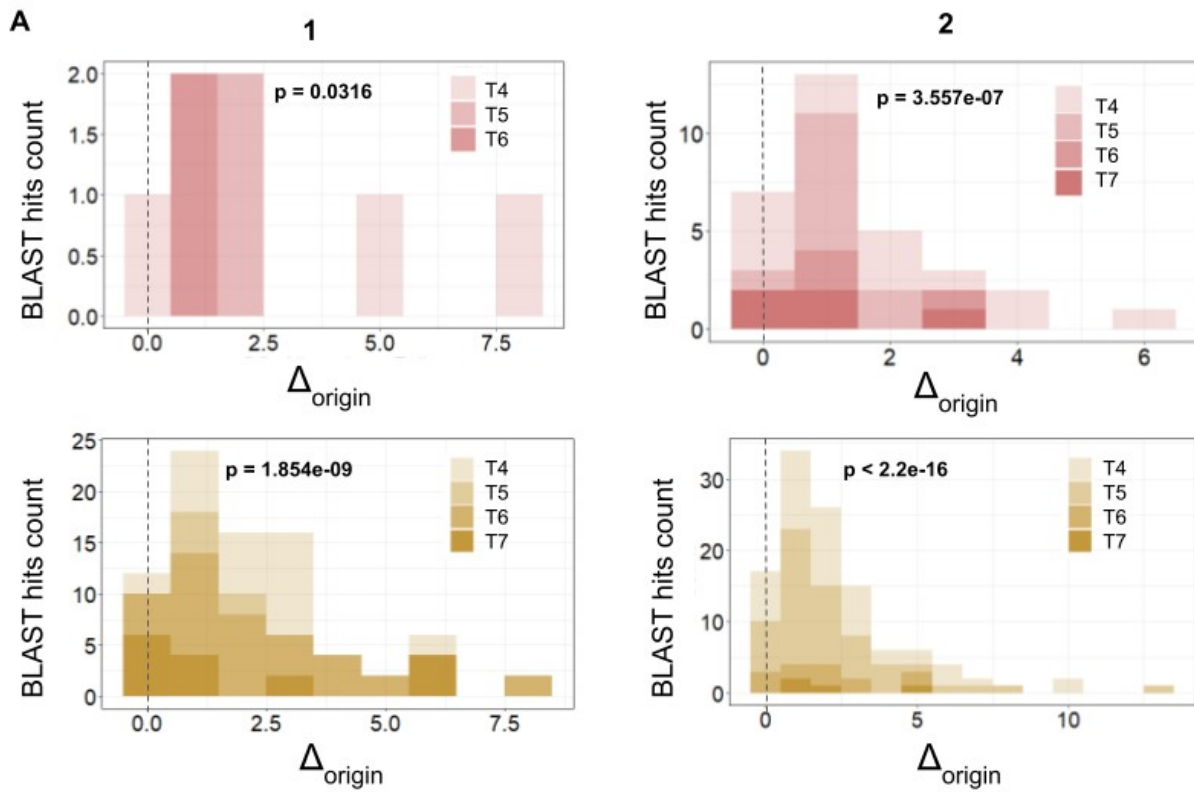 A
1
2
2.0
1.5
1.0
0.5
0.0
BLAST hits count
p = 0.0316
T4
T5
T6
0.0 2.5 5.0 7.5
Δorigin
10
5
0
BLAST hits count
p = 3.557e-07
T4
T5
T6
T7
0 2 4 6
Δorigin
25
20
15
10
5
0
BLAST hits count
p = 1.854e-09
T4
T5
T6
T7
0.0 2.5 5.0 7.5
Δorigin
30
20
10
0
BLAST hits count
p < 2.2e-16
T4
T5
T6
T7
0 5 10
Δorigin